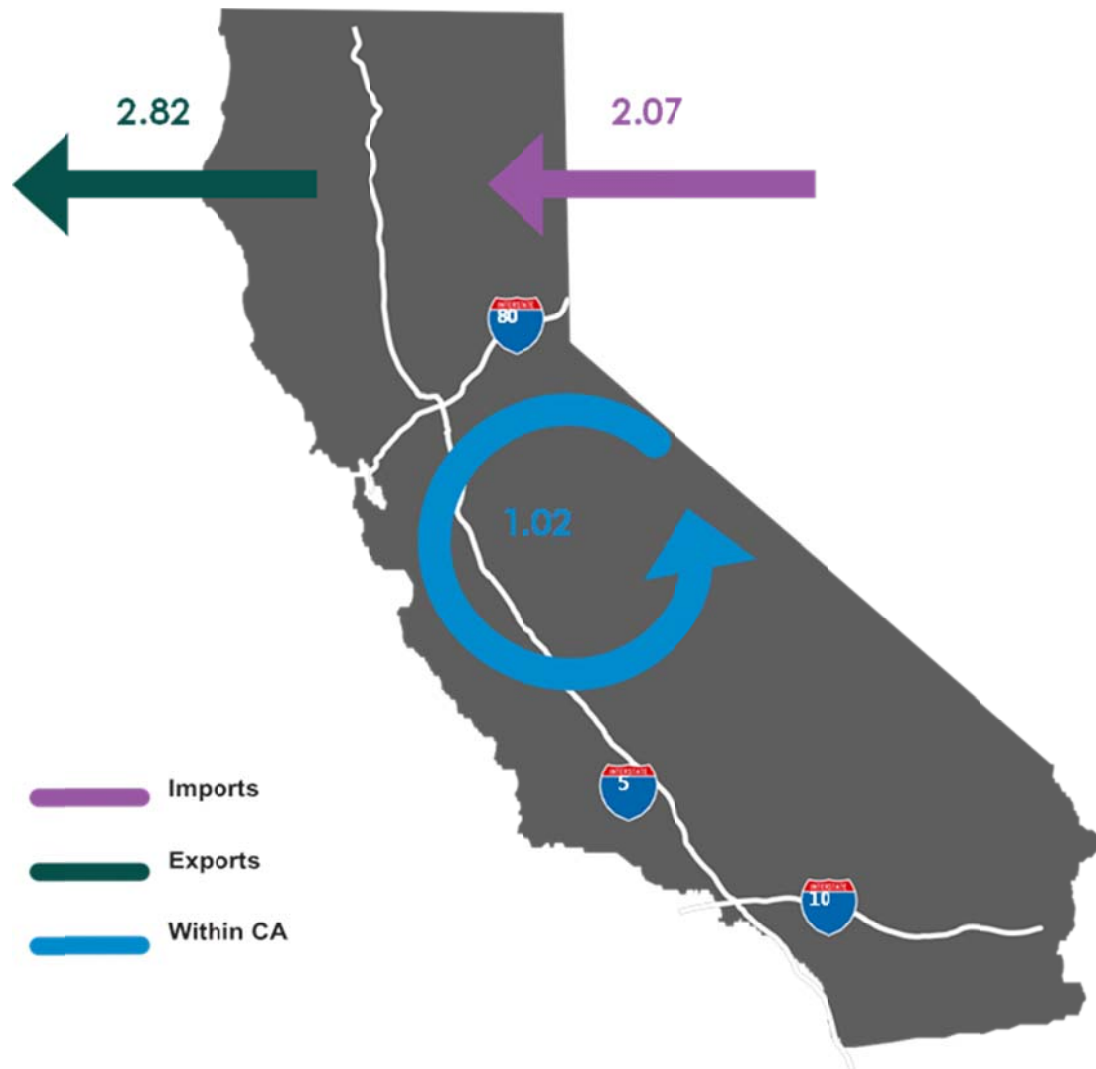 2.82
2.07
INTERSTATE
80
1.02
INTERSTATE
5
Imports
Exports
INTERSTATE
10
Within CA